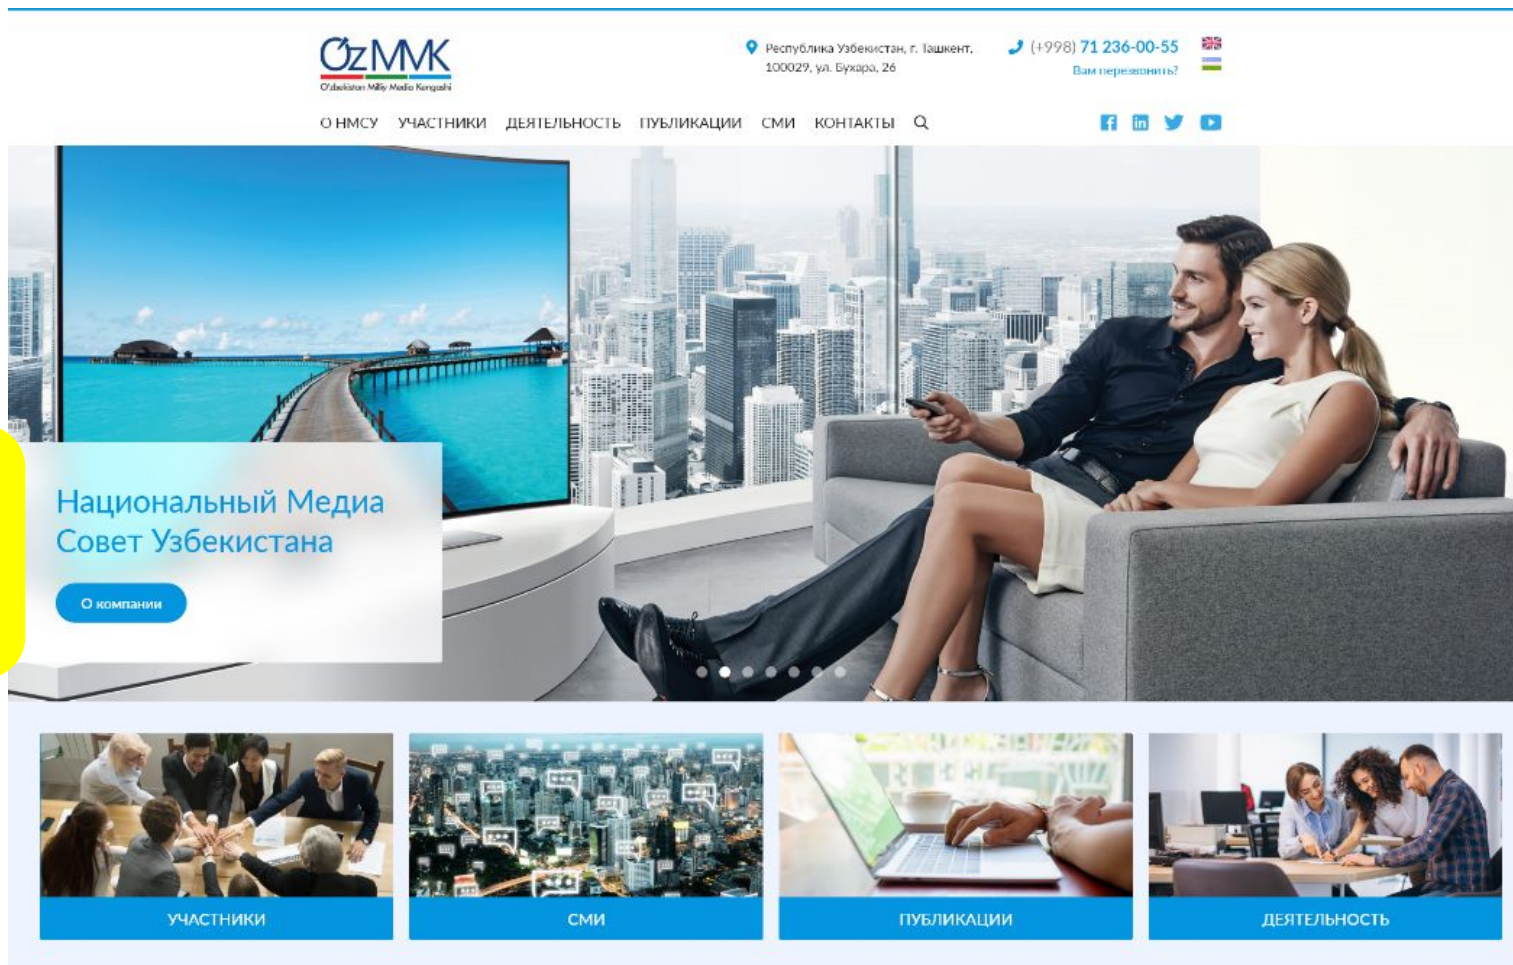 O'zMMK
O'zbekiston Milliy Media Kengashi
Республика Узбекистан, г. Ташкент,
100029, ул. Бухара, 26
(+998) 71 236-00-55
Вам перезвонить?
О НМСУ УЧАСТНИКИ ДЕЯТЕЛЬНОСТЬ ПУБЛИКАЦИИ СМИ КОНТАКТЫ
Национальный Медиа
Совет Узбекистана
О компании
УЧАСТНИКИ
СМИ
ПУБЛИКАЦИИ
ДЕЯТЕЛЬНОСТЬ